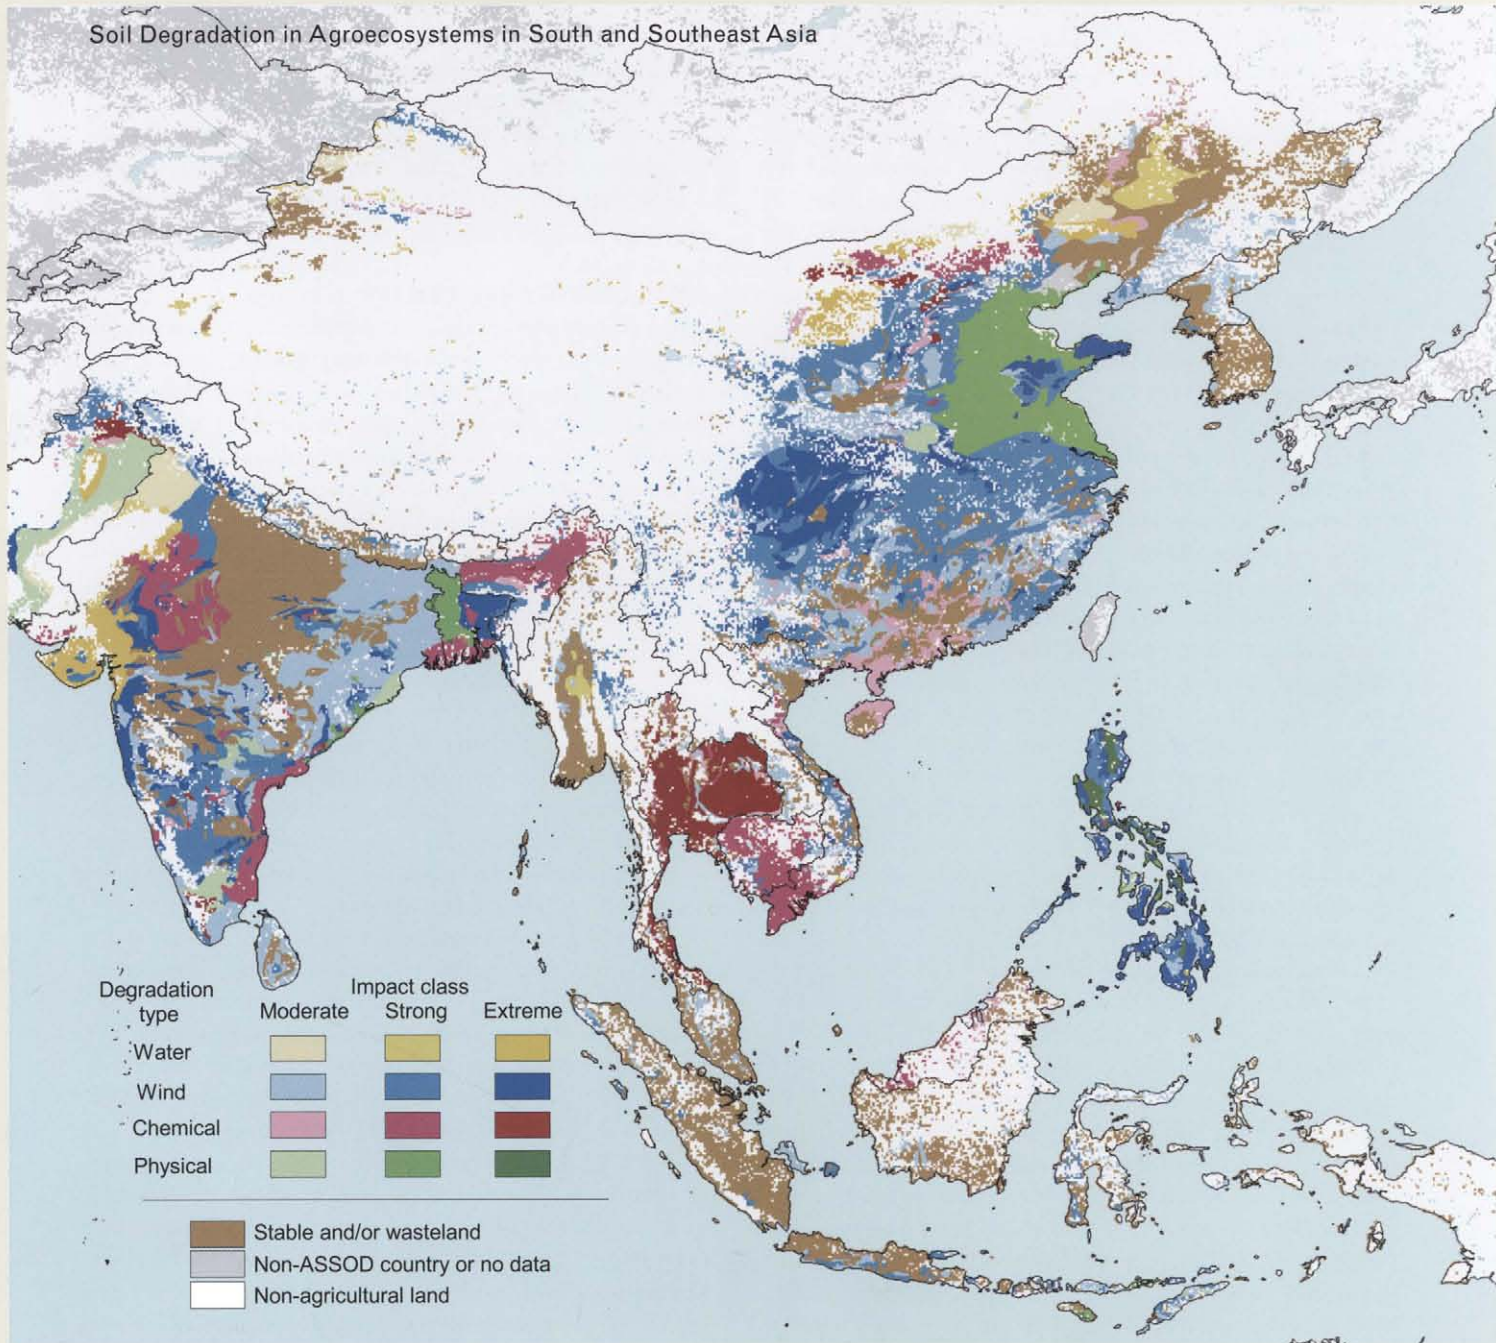 Soil Degradation in Agroecosystems in South and Southeast Asia
Degradation type
Impact class
Moderate Strong Extreme
Water
Wind
Chemical
Physical
Stable and/or wasteland
Non-ASSOD country or no data
Non-agricultural land